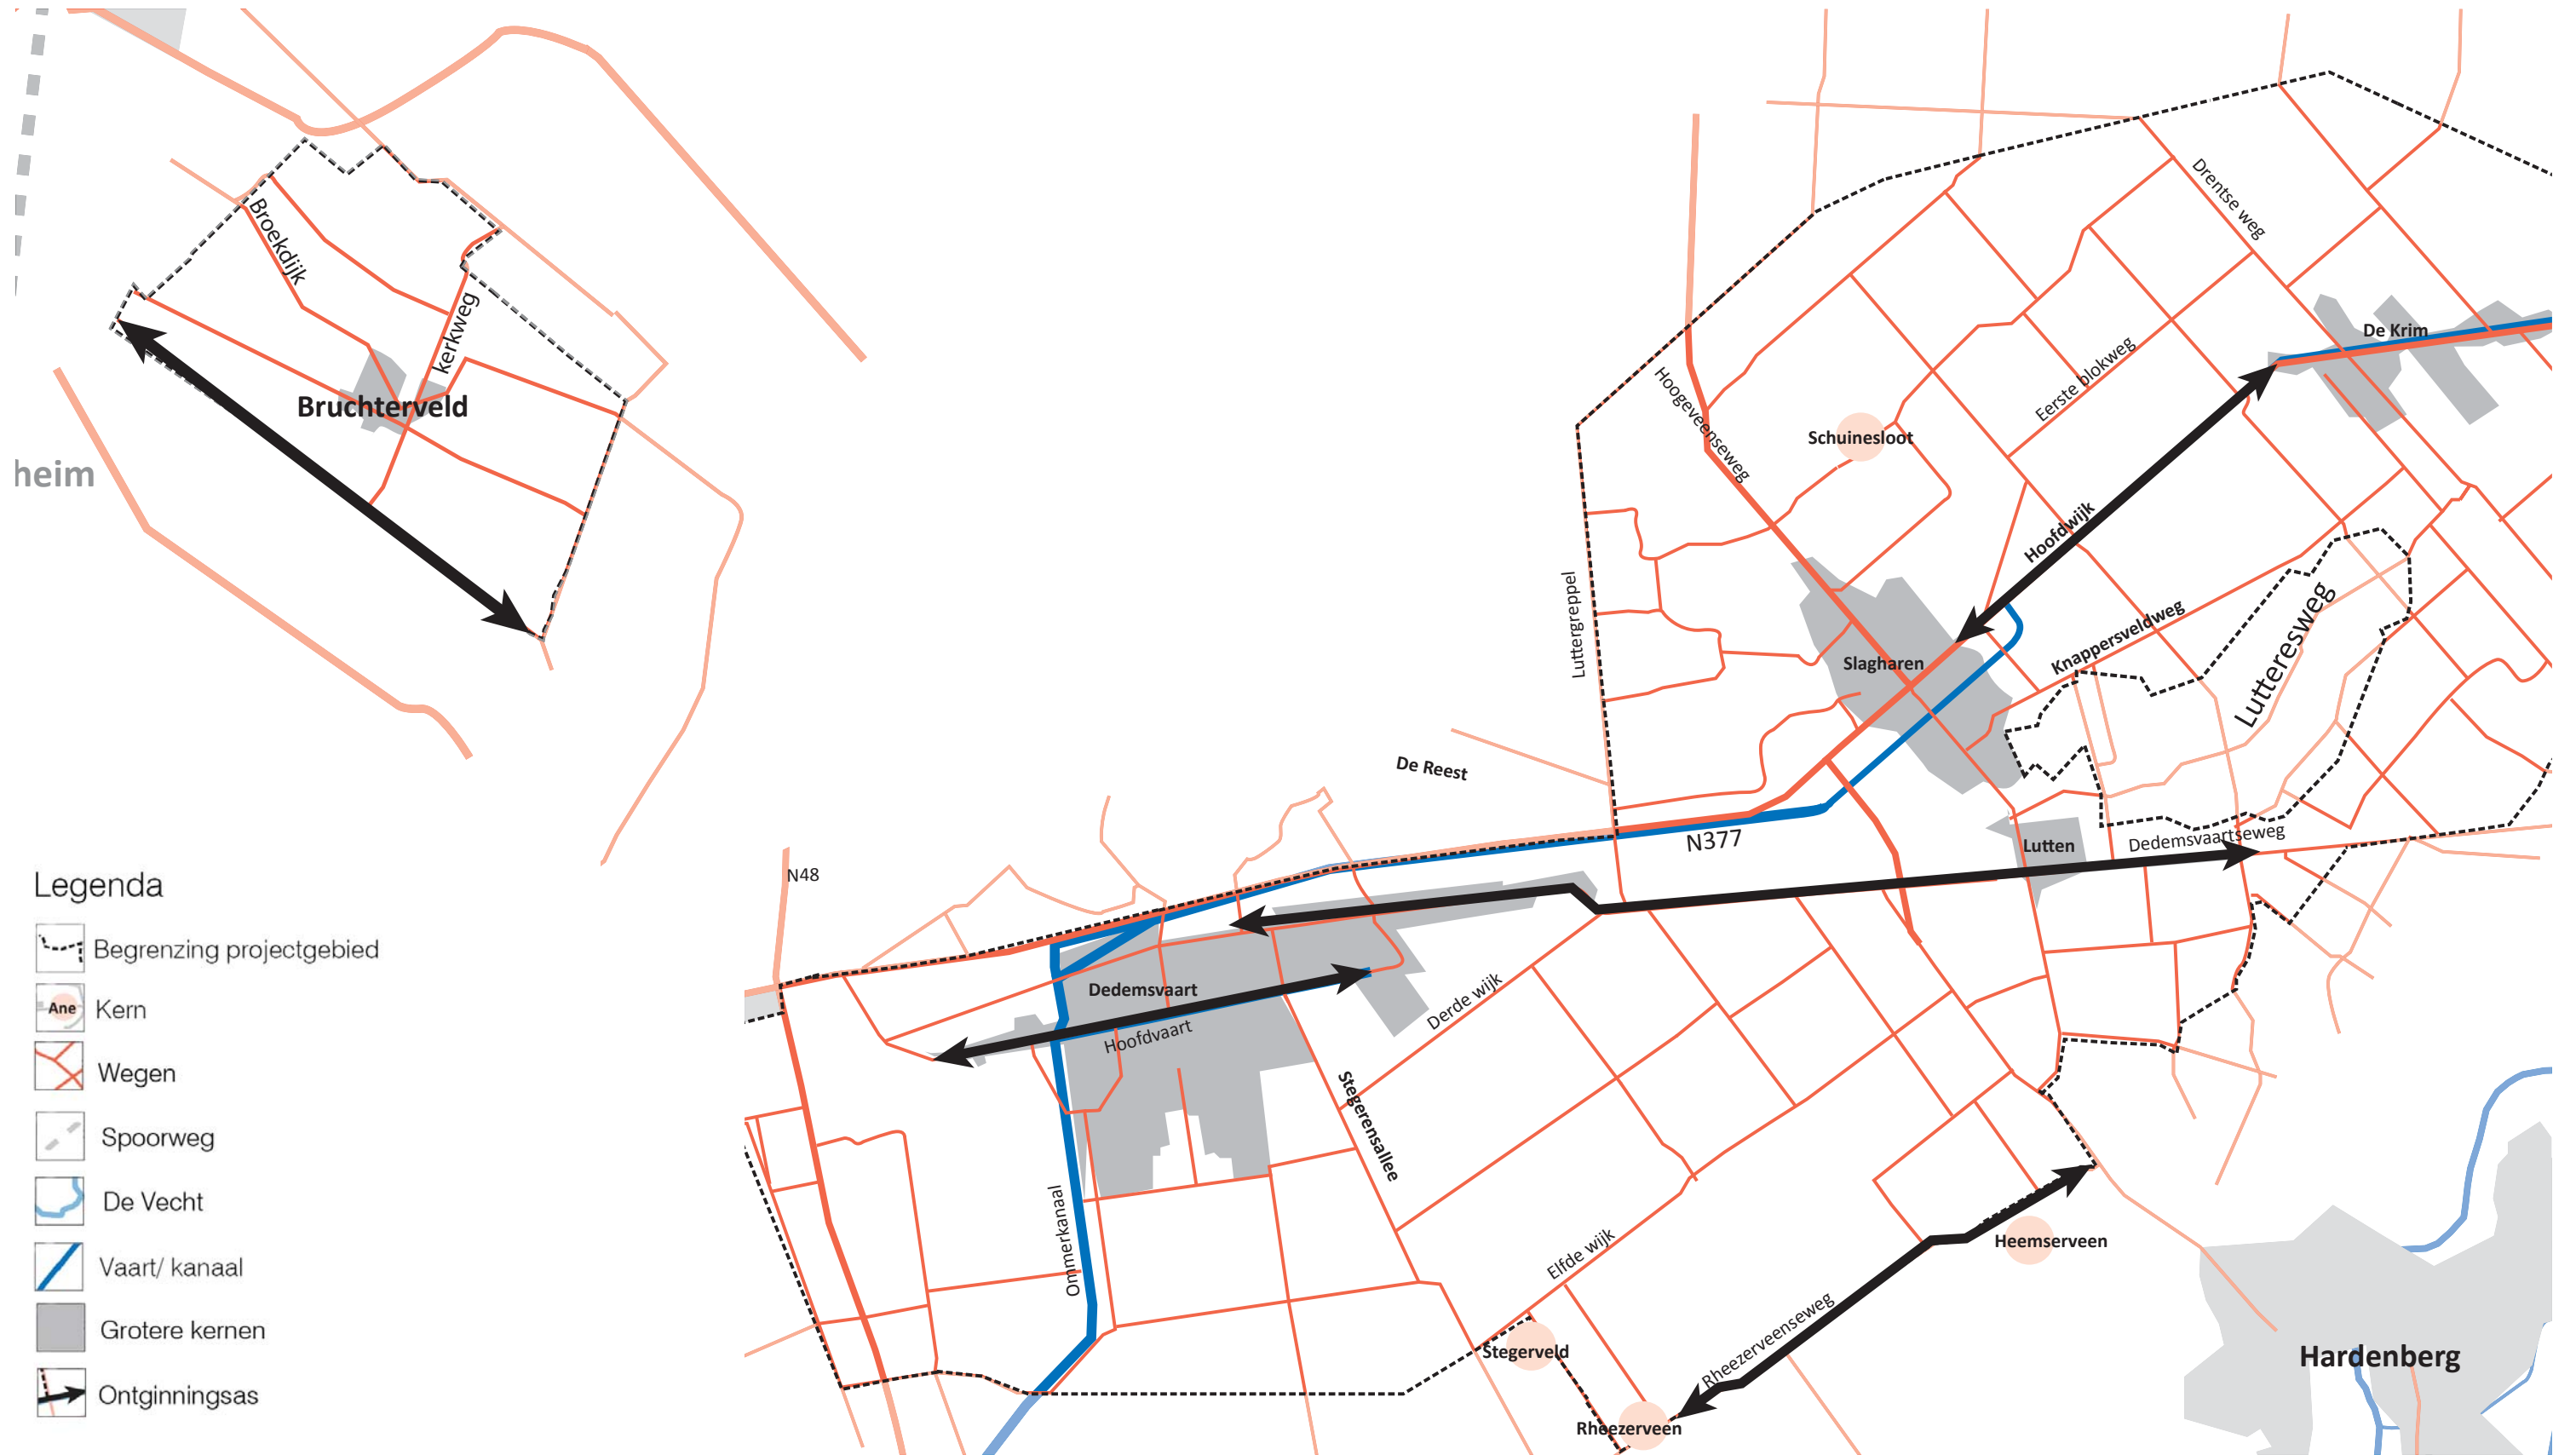 Broekdijk
kerkweg
Bruchterveld
heim
Drentse weg
De Krim
Eerste blokweg
Hoogeveenseweg
Schuinesloot
Hoofdwijk
Luttergreppel
Slagharen
Knappersveldweg
Lutteresweg
De Reest
N377
Lutten
Dedemsvaartseweg
N48
Dedemsvaart
Hoofdvaart
Derde wijk
Stegerensallee
Ommerkanaal
Elfde wijk
Heemserveen
Rheezerveenseweg
Stegerveld
Rheezerveen
Hardenberg
Legenda
Begrenzing projectgebied
Ane
Kern
Wegen
Spoorweg
De Vecht
Vaart/ kanaal
Grotere kernen
Ontginningsas